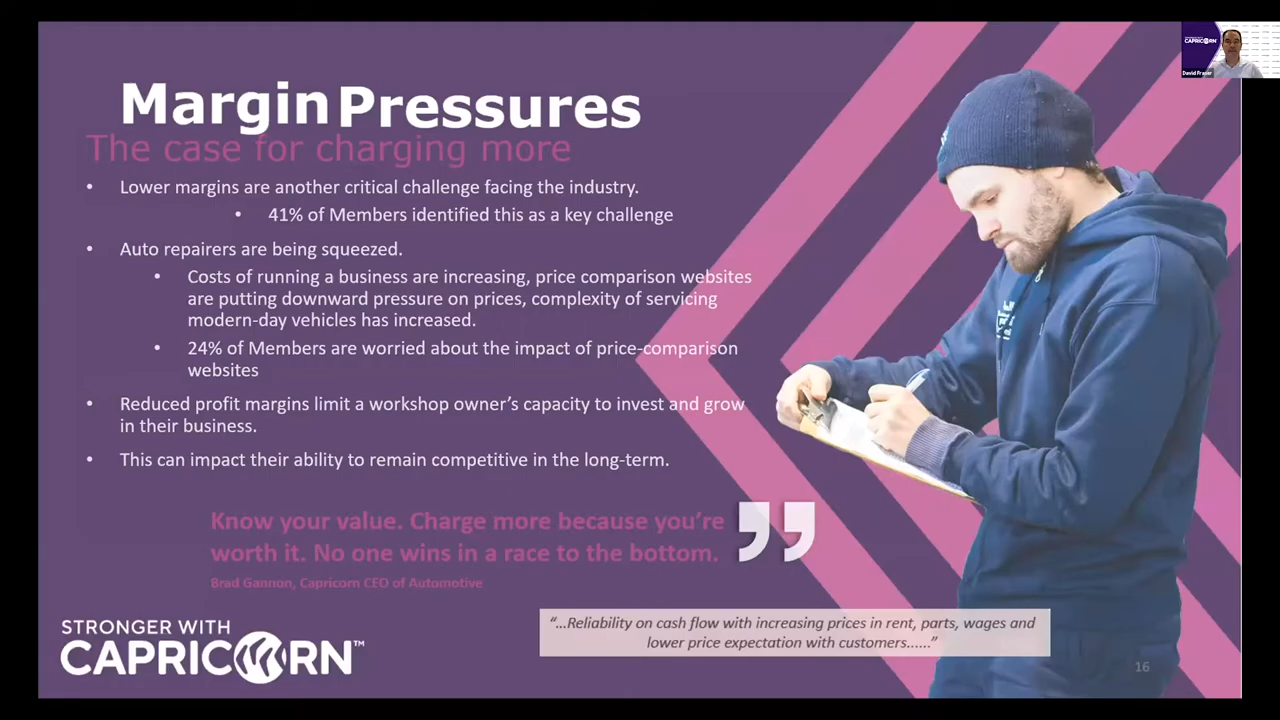 CAPRICORN
David Fraser
Margin Pressures
The case for charging more
• Lower margins are another critical challenge facing the industry.
• 41% of Members identified this as a key challenge
• Auto repairers are being squeezed.
• Costs of running a business are increasing, price comparison websites
are putting downward pressure on prices, complexity of servicing
modern-day vehicles has increased.
• 24% of Members are worried about the impact of price-comparison
websites
• Reduced profit margins limit a workshop owner's capacity to invest and grow
in their business.
• This can impact their ability to remain competitive in the long-term.
Know your value. Charge more because you're
worth it. No one wins in a race to the bottom.
”
Brad Gannon, Capricorn CEO of Automotive
STRONGER WITH
CAPRICORN™
“...Reliability on cash flow with increasing prices in rent, parts, wages and
lower price expectation with customers......”
16